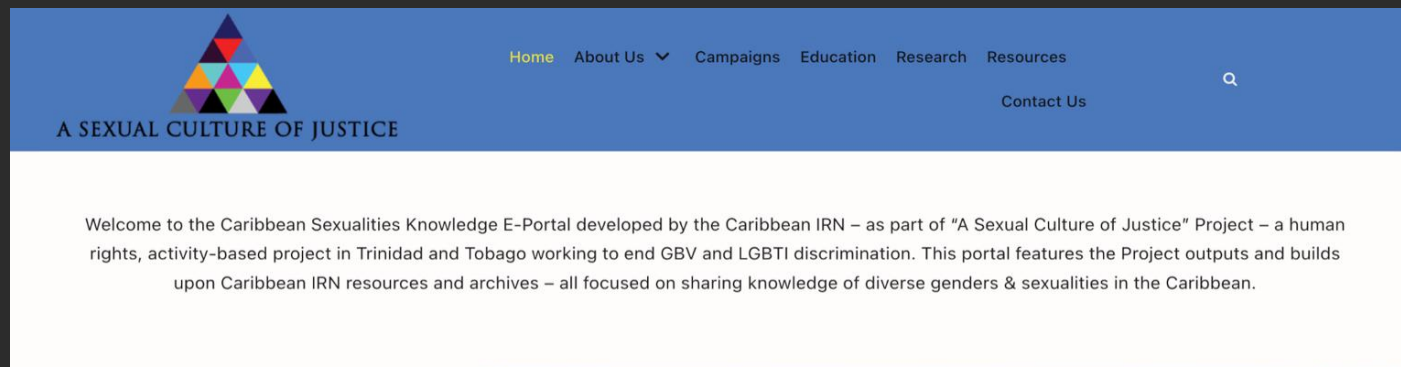 Home About Us Campaigns Education Research Resources
Contact Us
A SEXUAL CULTURE OF JUSTICE
Welcome to the Caribbean Sexualities Knowledge E-Portal developed by the Caribbean IRN – as part of “A Sexual Culture of Justice” Project – a human
rights, activity-based project in Trinidad and Tobago working to end GBV and LGBTI discrimination. This portal features the Project outputs and builds
upon Caribbean IRN resources and archives – all focused on sharing knowledge of diverse genders & sexualities in the Caribbean.